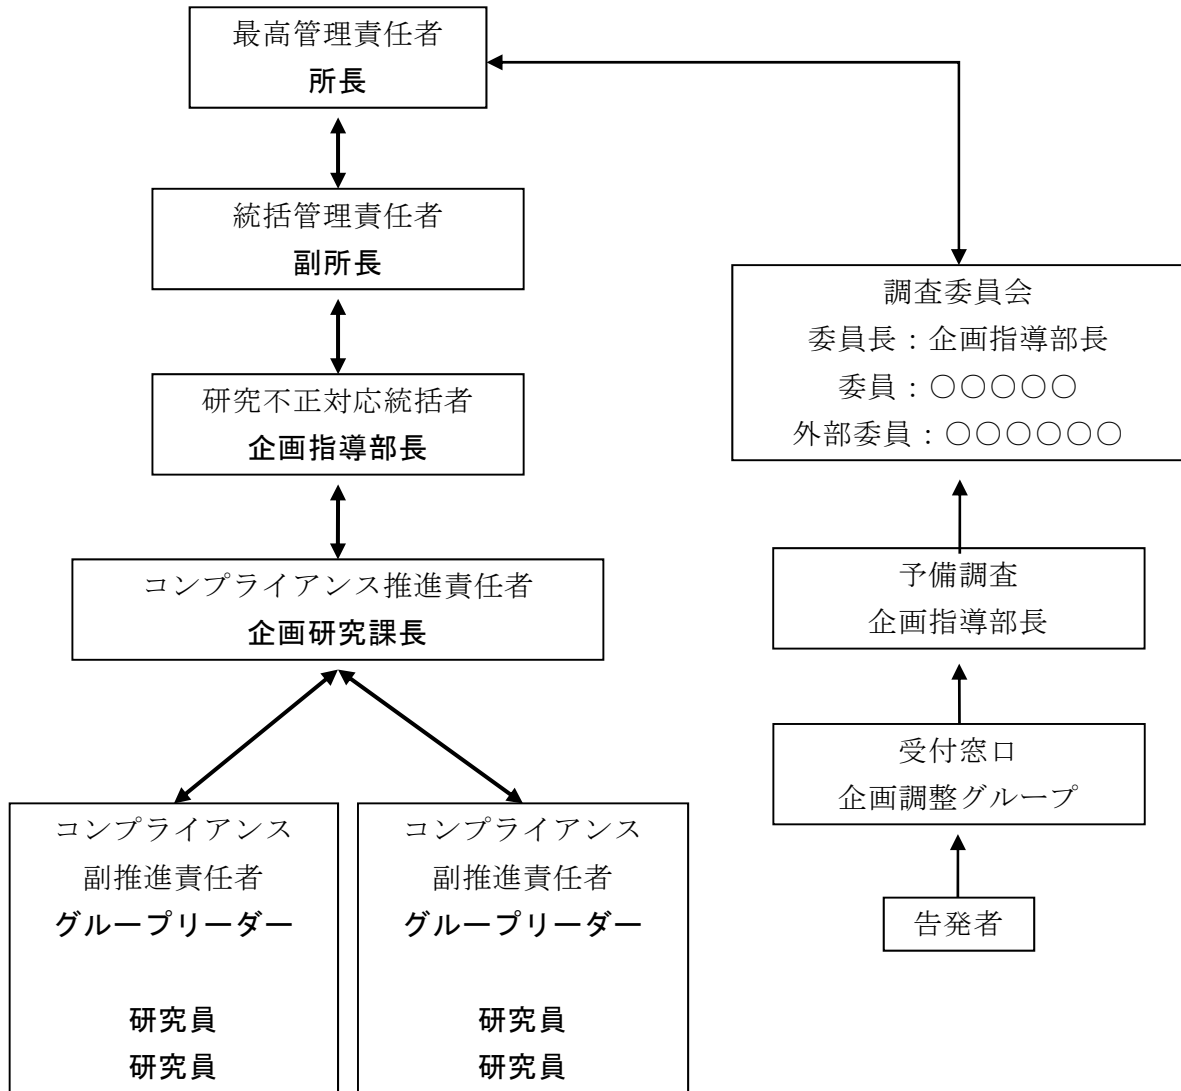 最高管理責任者
所長
統括管理責任者
副所長
研究不正対応統括者
企画指導部長
コンプライアンス推進責任者
企画研究課長
コンプライアンス
副推進責任者
グループリーダー
研究員
研究員
コンプライアンス
副推進責任者
グループリーダー
研究員
研究員
調査委員会
委員長：企画指導部長
委員：○○○○○
外部委員：○○○○○○
予備調査
企画指導部長
受付窓口
企画調整グループ
告発者